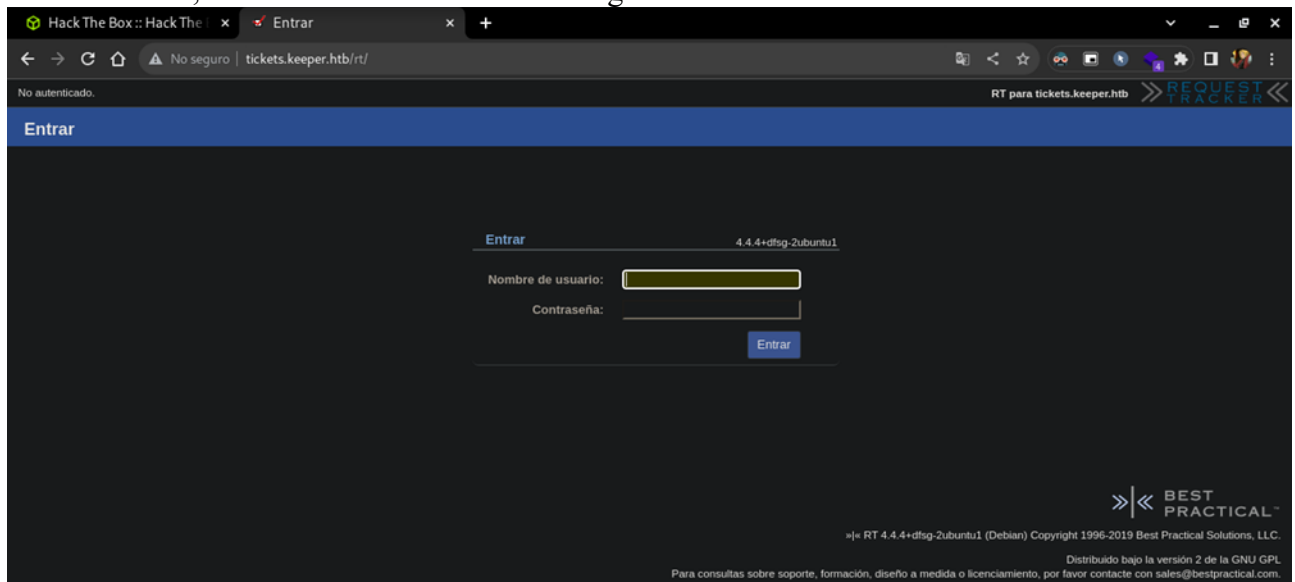 Hack The Box :: Hack The
Entrar
No seguro | tickets.keeper.htb/rt/
4
No autenticado.
RT para tickets.keeper.htb
REQUEST
TRACKER
Entrar
Entrar
4.4.4+dfsg-2ubuntu1
Nombre de usuario:
Contraseña:
Entrar
BEST
PRACTICAL™
»|« RT 4.4.4+dfsg-2ubuntu1 (Debian) Copyright 1996-2019 Best Practical Solutions, LLC.
Distribuido bajo la versión 2 de la GNU GPL
Para consultas sobre soporte, formación, diseño a medida o licenciamiento, por favor contacte con sales@bestpractical.com.